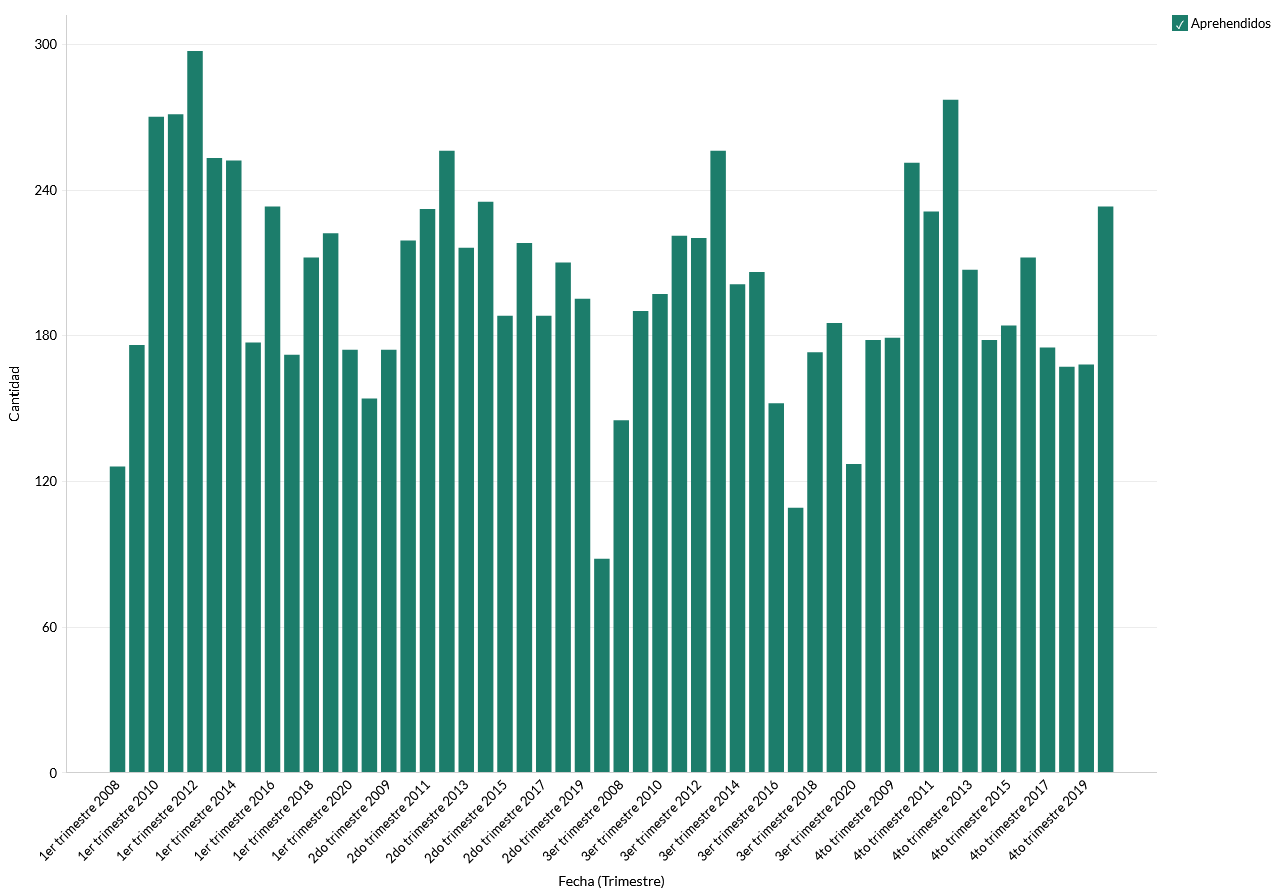 Aprehendidos
300
240
180
120
60
0
Cantidad
1er trimestre 2008
1er trimestre 2010
1er trimestre 2012
1er trimestre 2014
1er trimestre 2016
1er trimestre 2018
1er trimestre 2020
2do trimestre 2009
2do trimestre 2011
2do trimestre 2013
2do trimestre 2015
2do trimestre 2017
2do trimestre 2019
3er trimestre 2008
3er trimestre 2010
3er trimestre 2012
3er trimestre 2014
3er trimestre 2016
3er trimestre 2018
3er trimestre 2020
4to trimestre 2009
4to trimestre 2011
4to trimestre 2013
4to trimestre 2015
4to trimestre 2017
4to trimestre 2019
Fecha (Trimestre)